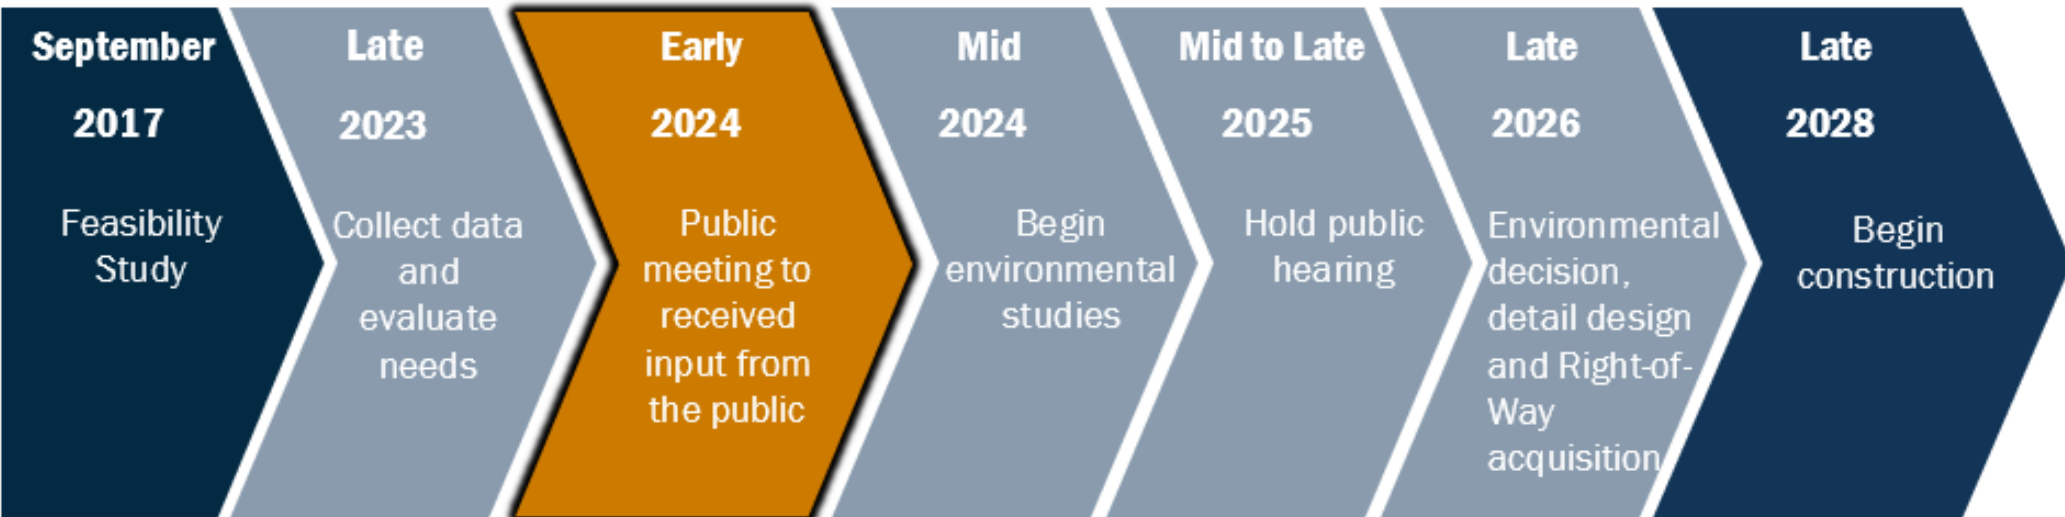 September
2017
Feasibility
Study
Late
2023
Collect data
and
evaluate
needs
Early
2024
Public
meeting to
received
input from
the public
Mid
2024
Begin
environmental
studies
Mid to Late
2025
Hold public
hearing
Late
2026
Environmental
decision,
detail design
and Right-of-
Way
acquisition
Late
2028
Begin
construction